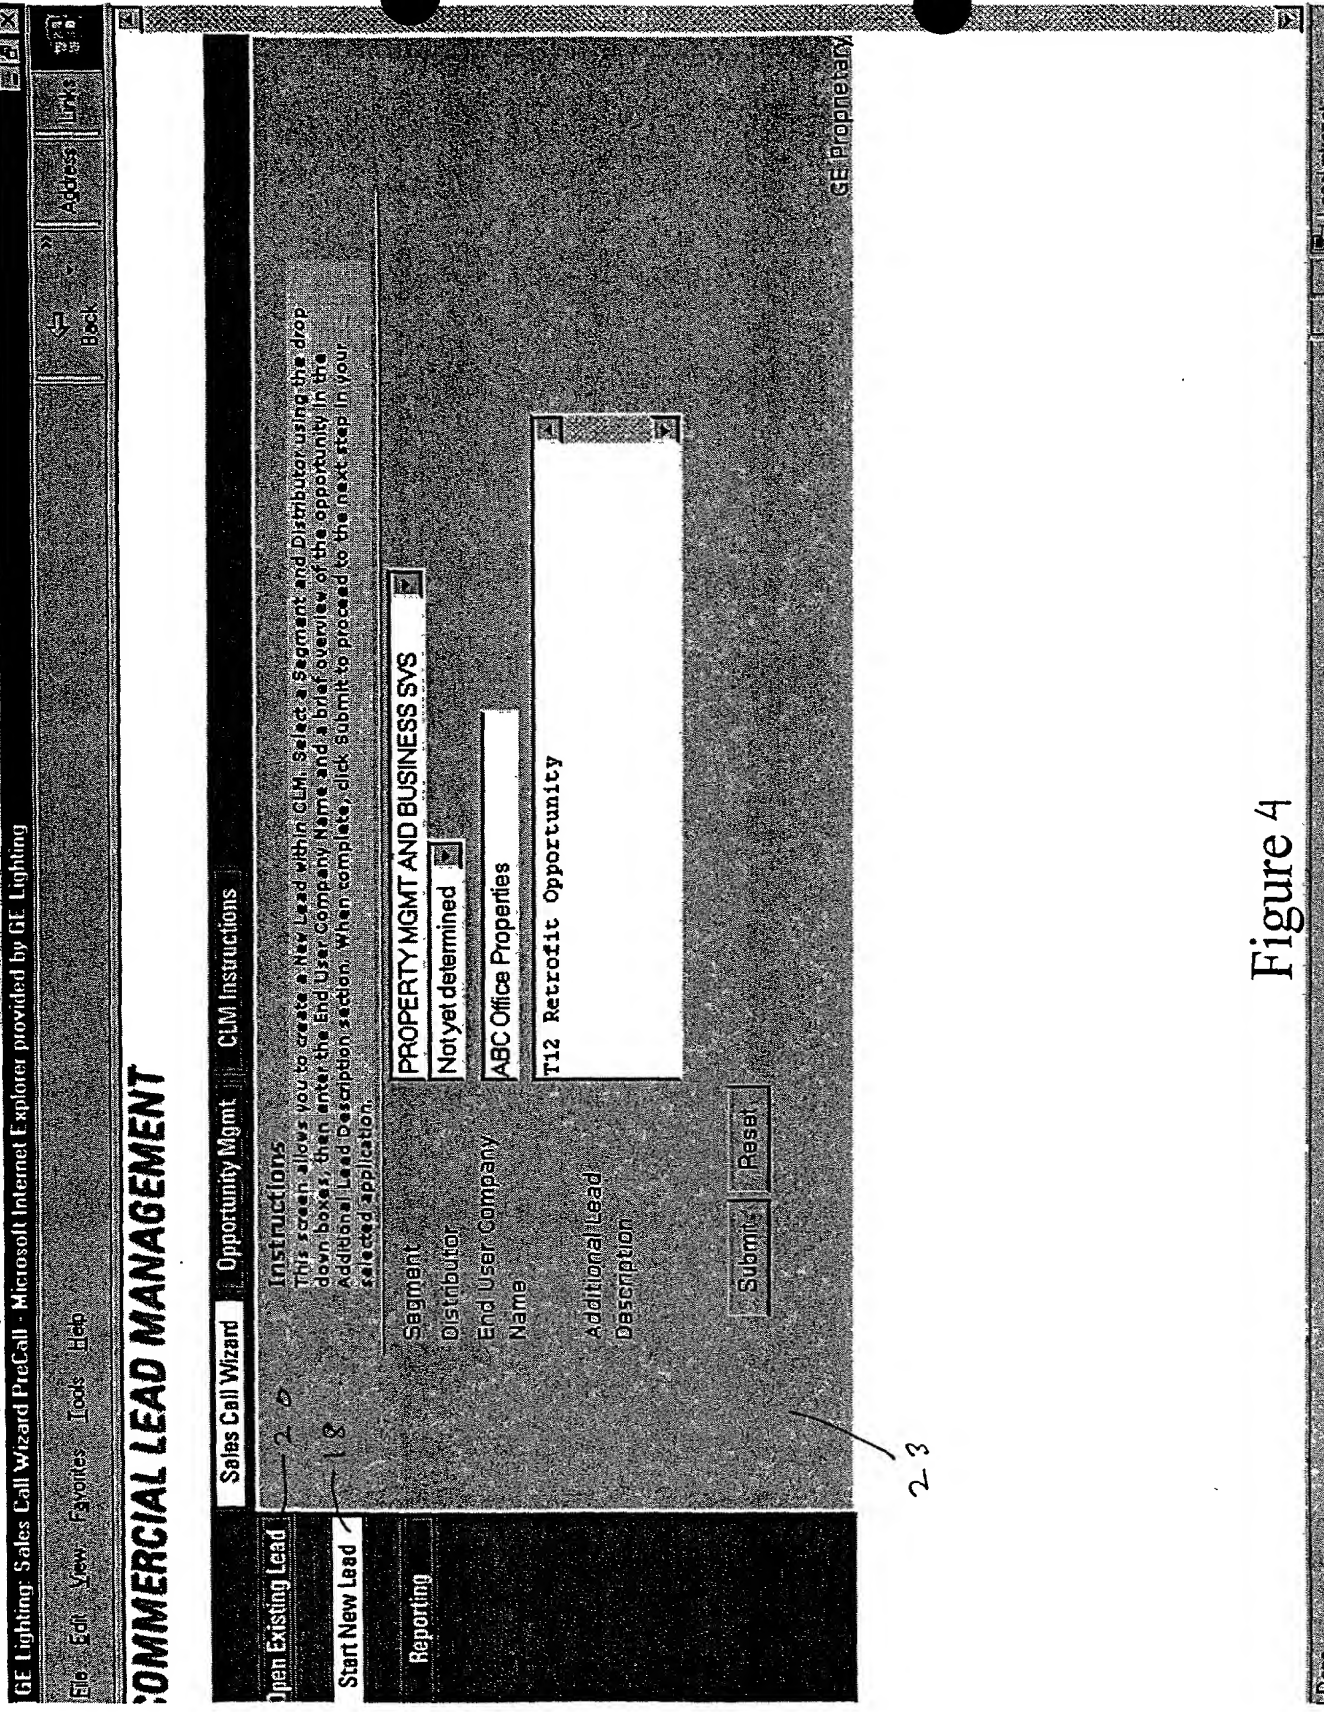 GE Lighting: Sales Call Wizard PreCall - Microsoft Internet Explorer provided by GE Lighting
File Edit View Favorites Tools Help
Back » Address Links
COMMERCIAL LEAD MANAGEMENT
Sales Call Wizard Opportunity Mgmt CLM Instructions
Open Existing Lead
Start New Lead
Reporting
20
18
Instructions
This screen allows you to create a New Lead within CLM. Select a Segment and Distributor using the drop
down boxes, then enter the End User Company Name and a brief overview of the opportunity in the
Additional Lead Description section. When complete, click Submit to proceed to the next step in your
selected application.
Segment PROPERTY MGMT AND BUSINESS SVS
Distributor Not yet determined
End User Company
Name
ABC Office Properties
Additional Lead
Description
T12 Retrofit Opportunity
Submit Reset
GE Proprietary
23
Figure 4